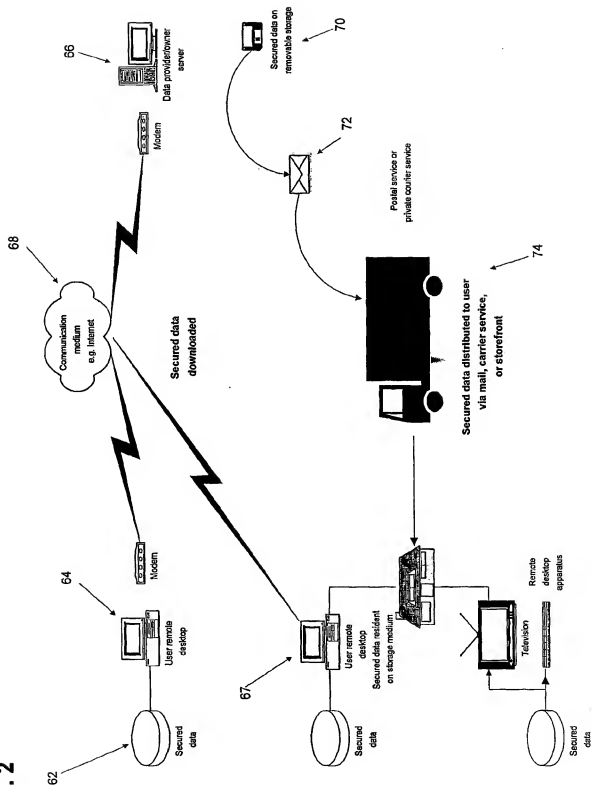 70
Secured data on
removable storage
66
Data provider/owner
server
Modem
72
Postal service or
private courier service
68
Communication
medium
e.g. Internet
Secured data
downloaded
74
Secured data distributed to user
via mail, carrier service,
or storefront
64
Modem
User remote
desktop
67
User remote
desktop
Secured data resident
on storage medium
Television
Remote
desktop
apparatus
62
Secured
data
Secured
data
Secured
data
. 2